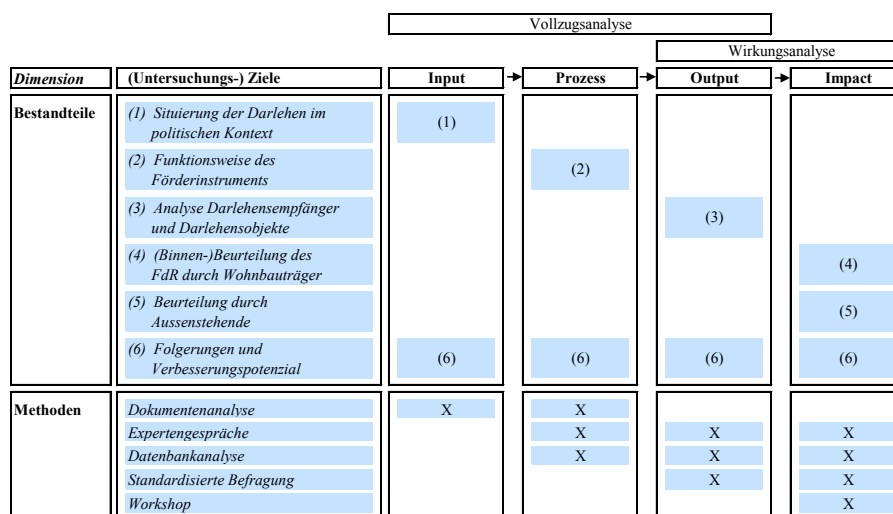 Vollzugsanalyse
Wirkungsanalyse
Dimension (Untersuchungs-) Ziele Input Prozess Output Impact
Bestandteile
(1) Situierung der Darlehen im
politischen Kontext
(1)
(2) Funktionsweise des
Förderinstruments
(2)
(3) Analyse Darlehensempfänger
und Darlehensobjekte
(3)
(4) (Binnen-)Beurteilung des
FdR durch Wohnbauträger
(4)
(5) Beurteilung durch
Aussenstehende
(5)
(6) Folgerungen und
Verbesserungspotenzial
(6) (6) (6) (6)
Methoden Dokumentenanalyse X X
Expertengespräche X X X
Datenbankanalyse X X X
Standardisierte Befragung X X
Workshop X